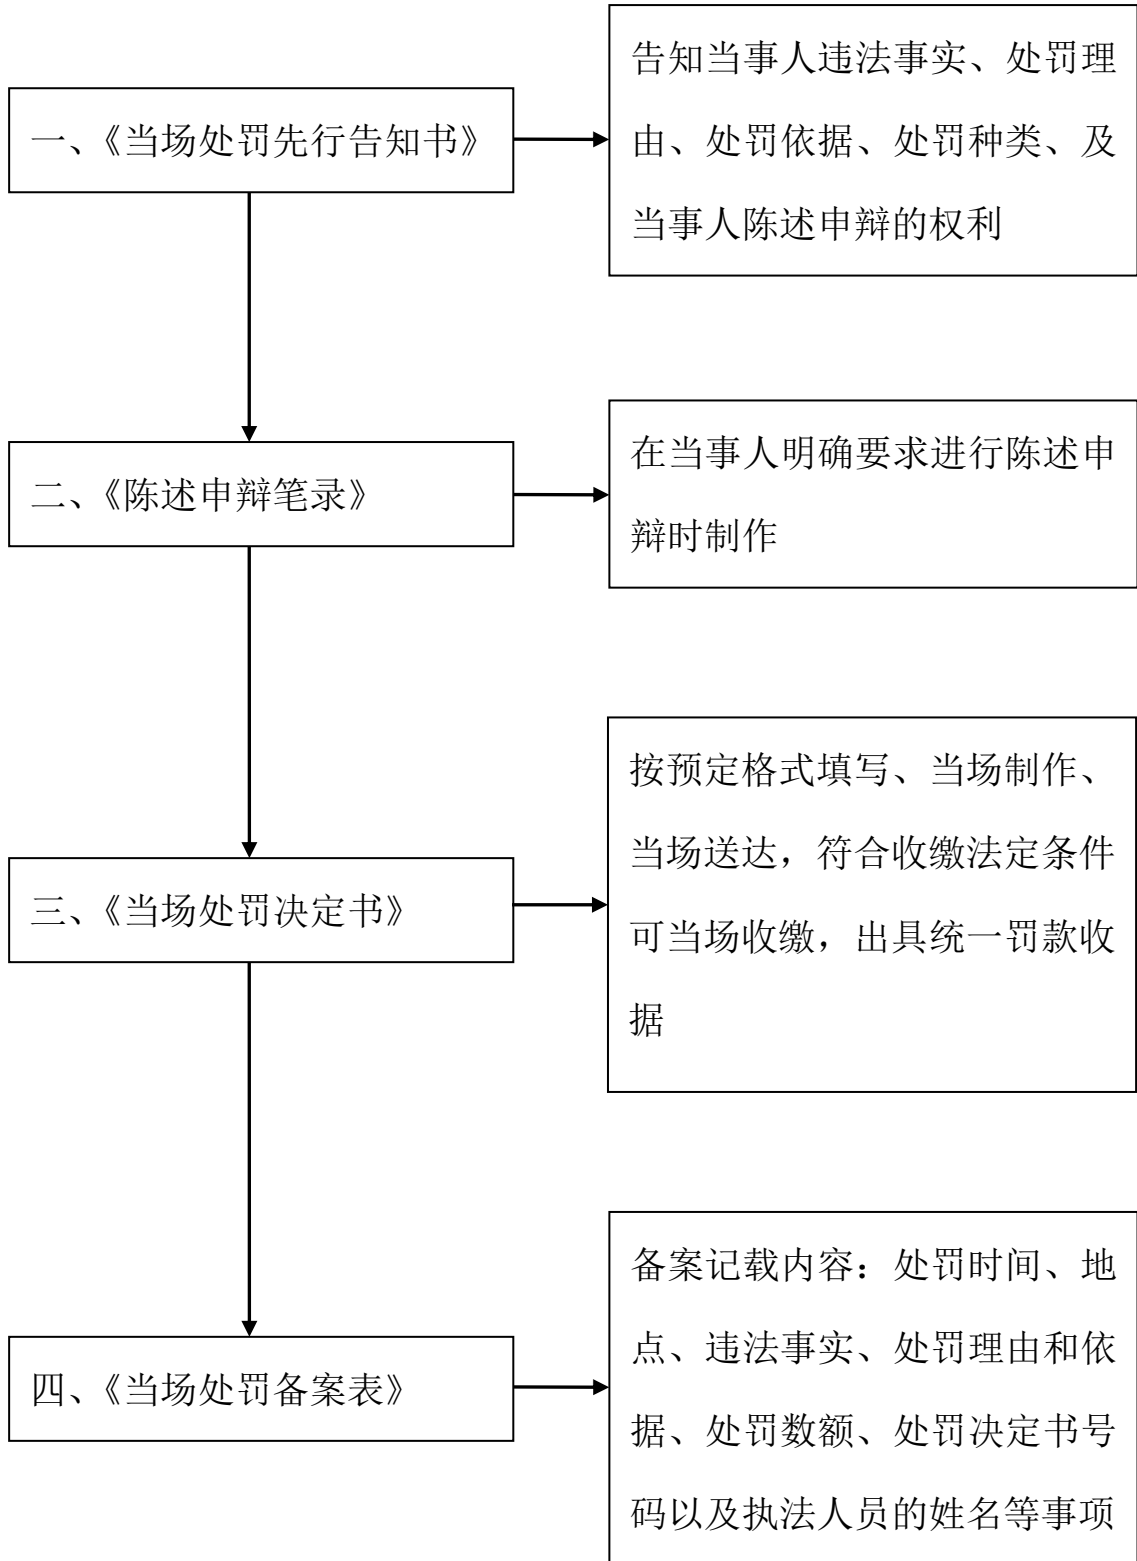 一、《当场处罚先行告知书》
告知当事人违法事实、处罚理
由、处罚依据、处罚种类、及
当事人陈述申辩的权利
二、《陈述申辩笔录》
在当事人明确要求进行陈述申
辩时制作
三、《当场处罚决定书》
按预定格式填写、当场制作、
当场送达，符合收缴法定条件
可当场收缴，出具统一罚款收
据
四、《当场处罚备案表》
备案记载内容：处罚时间、地
点、违法事实、处罚理由和依
据、处罚数额、处罚决定书号
码以及执法人员的姓名等事项